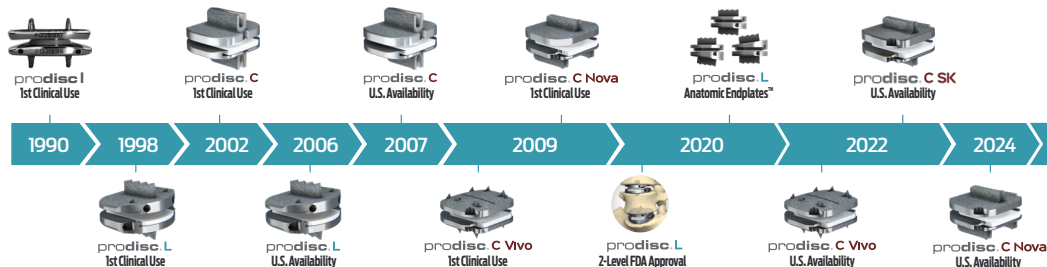 prodisc I
1st Clinical Use
prodisc. C
1st Clinical Use
prodisc. C
U.S. Availability
prodisc. C Nova
1st Clinical Use
prodisc. L
Anatomic Endplates™
prodisc. C SK
U.S. Availability
1990
1998
2002
2006
2007
2009
2020
2022
2024
prodisc. L
1st Clinical Use
prodisc. L
U.S. Availability
prodisc. C Vivo
1st Clinical Use
prodisc. L
2-Level FDA Approval
prodisc. C Vivo
U.S. Availability
prodisc. C Nova
U.S. Availability